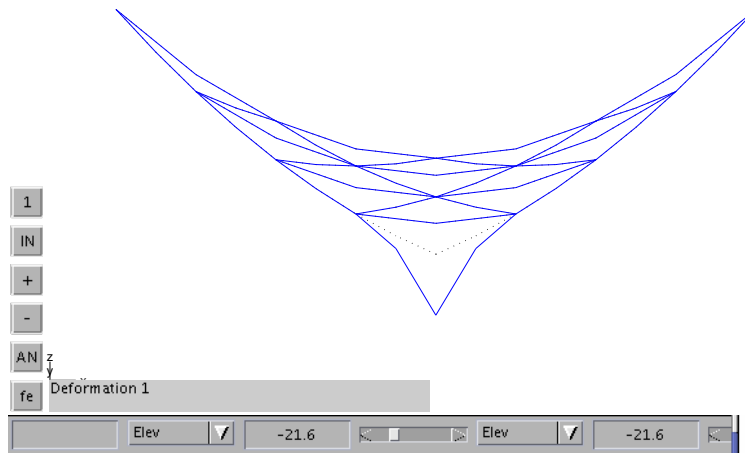 1
IN
+
-
AN
z
y x
fe
Deformation 1
Elev -21.6 Elev -21.6